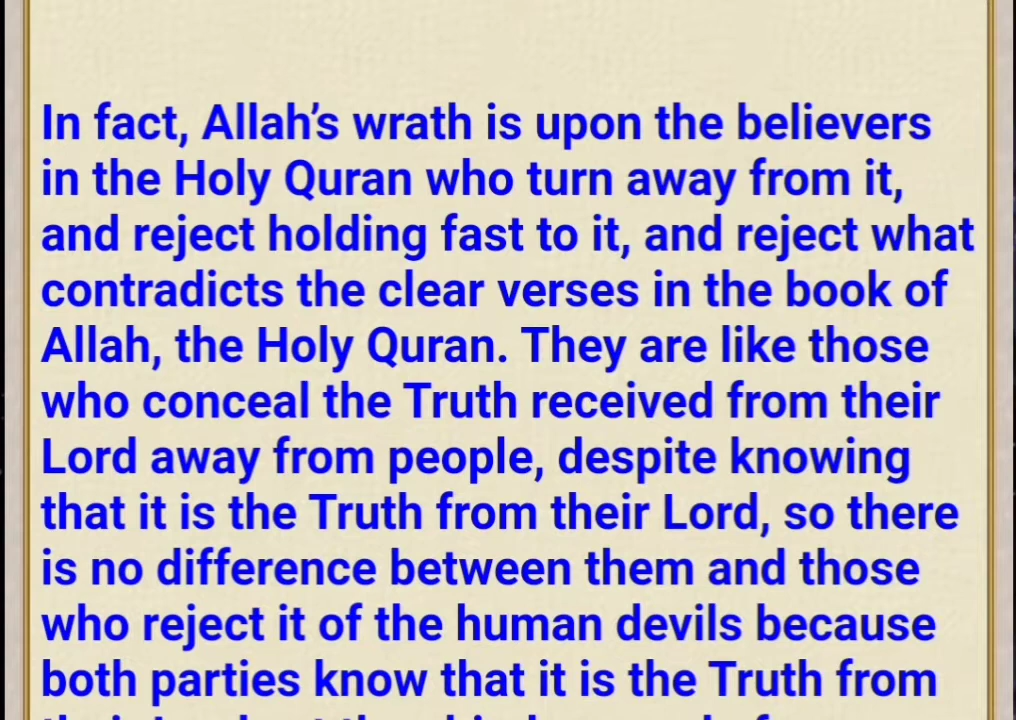 In fact, Allah’s wrath is upon the believers
in the Holy Quran who turn away from it,
and reject holding fast to it, and reject what
contradicts the clear verses in the book of
Allah, the Holy Quran. They are like those
who conceal the Truth received from their
Lord away from people, despite knowing
that it is the Truth from their Lord, so there
is no difference between them and those
who reject it of the human devils because
both parties know that it is the Truth from